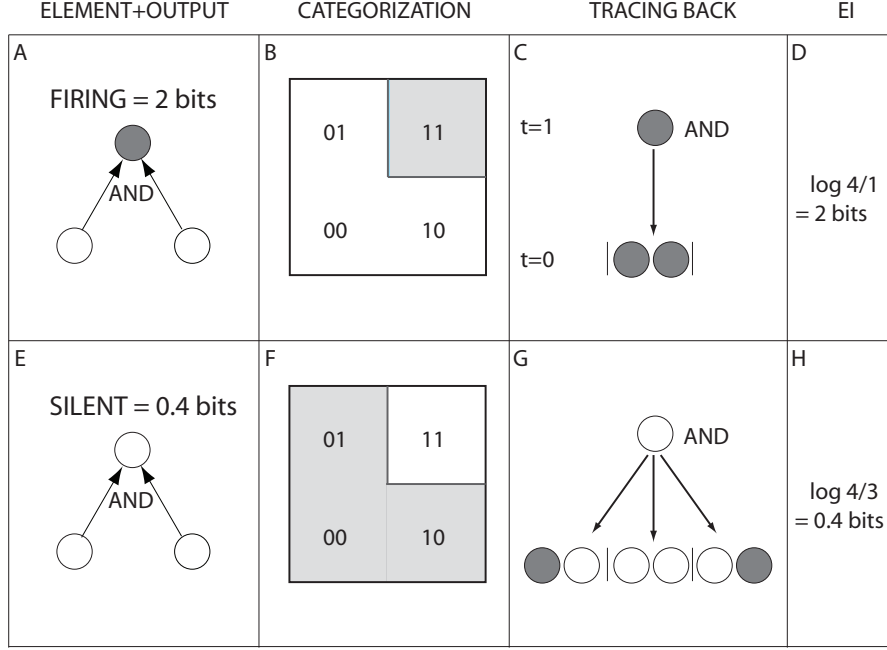 ELEMENT+OUTPUT CATEGORIZATION TRACING BACK EI
A
FIRING = 2 bits
AND
B
01 11
00 10
C
t=1 AND
t=0
D
log 4/1
= 2 bits
E
SILENT = 0.4 bits
AND
F
01 11
00 10
G
AND
H
log 4/3
= 0.4 bits